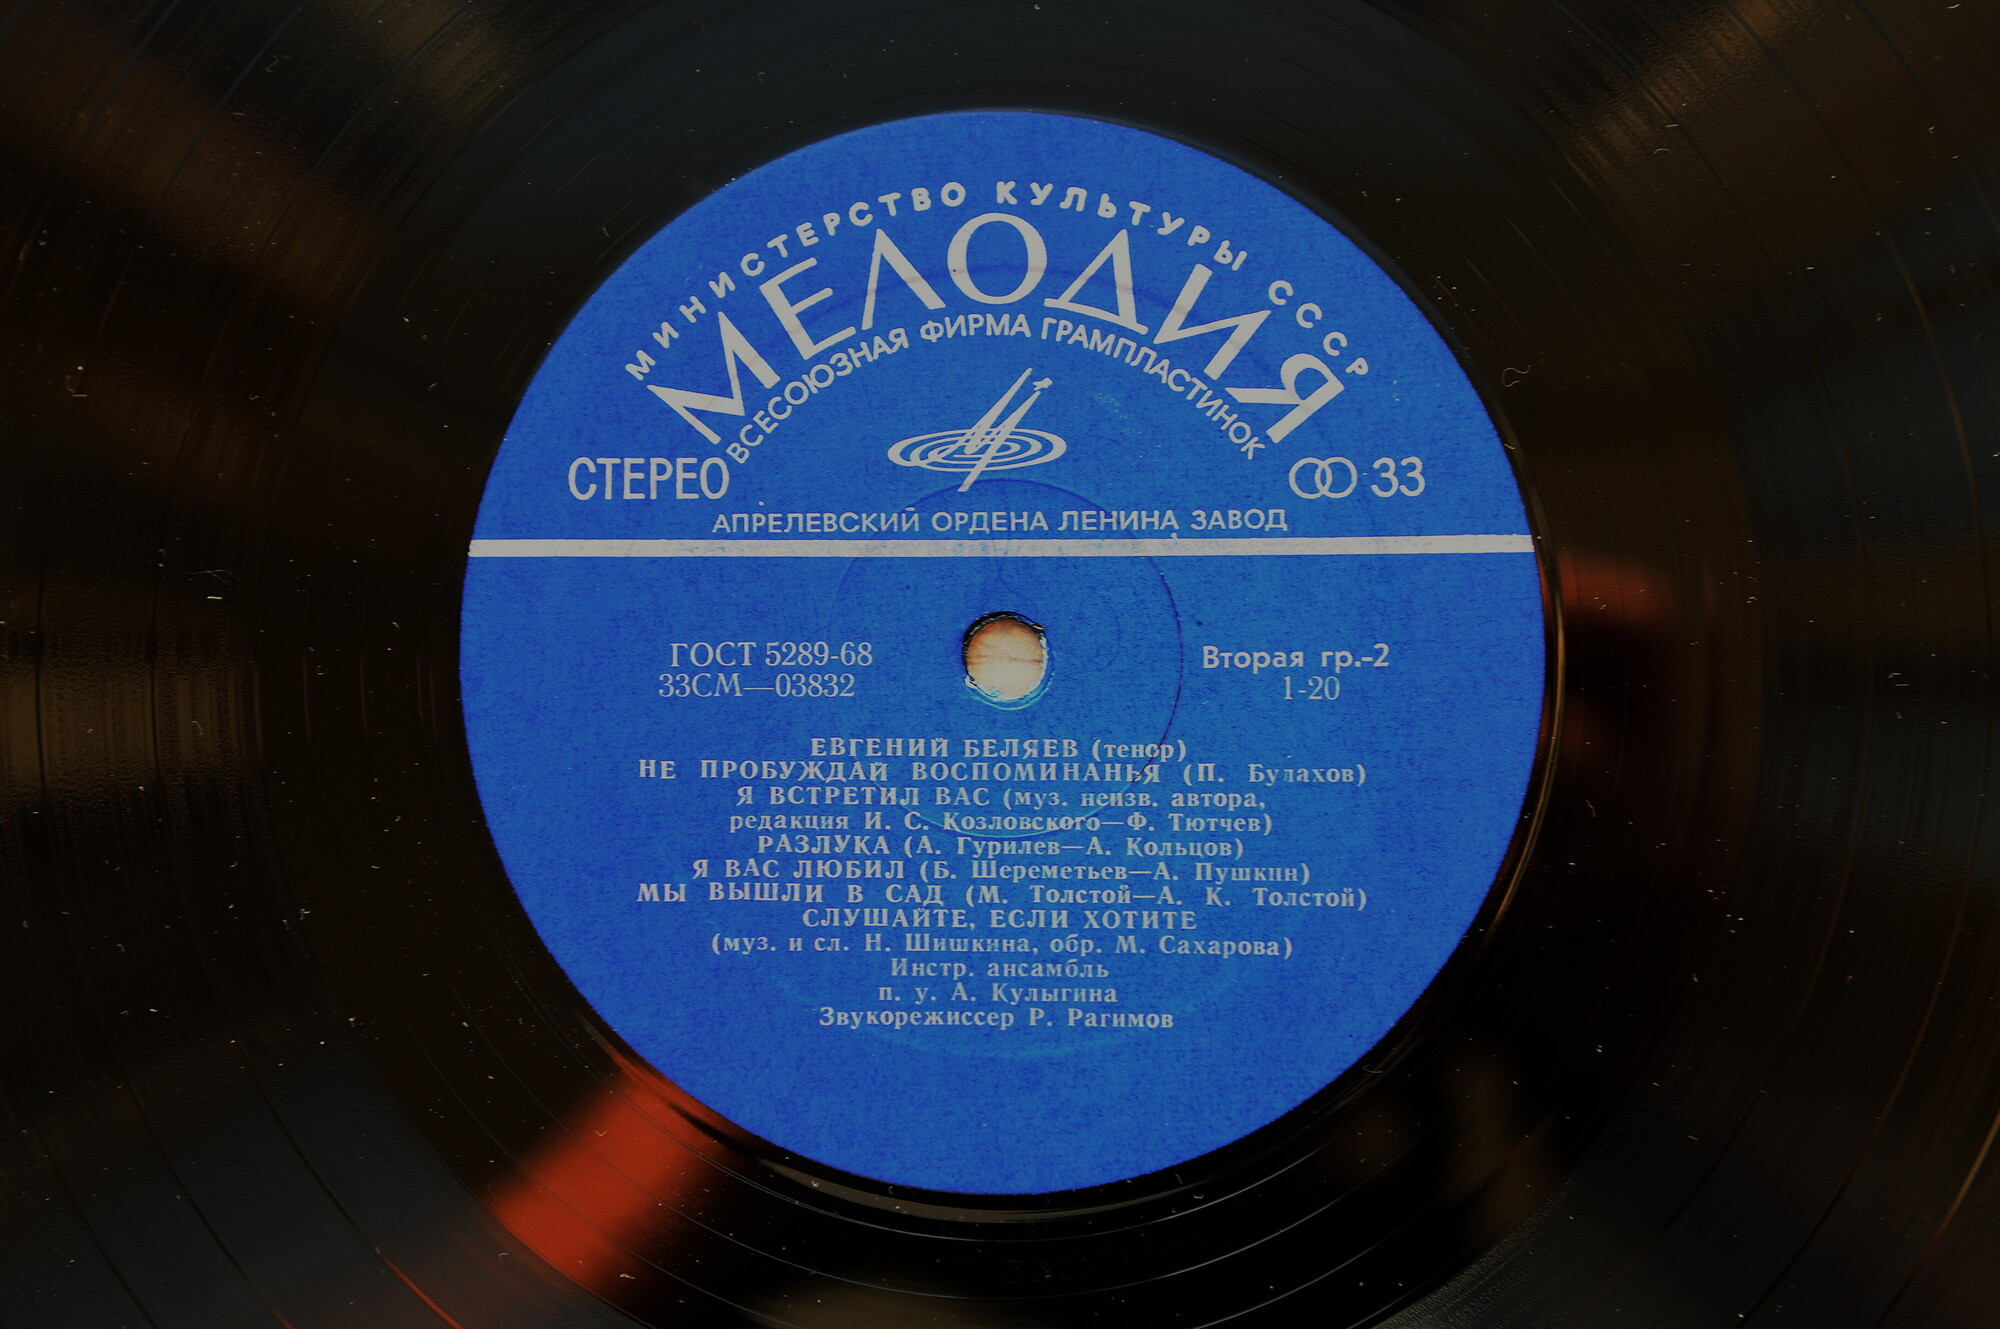 МИНИСТЕРСТВО КУЛЬТУРЫ СССР
МЕЛОДИЯ
ВСЕСОЮЗНАЯ ФИРМА ГРАМПЛАСТИНОК
СТЕРЕО
33
АПРЕЛЕВСКИЙ ОРДЕНА ЛЕНИНА ЗАВОД
ГОСТ 5289-68
33СМ—03832
Вторая гр.-2
1-20
ЕВГЕНИЙ БЕЛЯЕВ (тенор)
НЕ ПРОБУЖДАЙ ВОСПОМИНАНЬЯ (П. Булахов)
Я ВСТРЕТИЛ ВАС (муз. неизв. автора,
редакция И. С. Козловского—Ф. Тютчев)
РАЗЛУКА (А. Гурилев—А. Кольцов)
Я ВАС ЛЮБИЛ (Б. Шереметьев—А. Пушкин)
МЫ ВЫШЛИ В САД (М. Толстой—А. К. Толстой)
СЛУШАЙТЕ, ЕСЛИ ХОТИТЕ
(муз. и сл. Н. Шишкина, обр. М. Сахарова)
Инстр. ансамбль
п. у. А. Кулыгина
Звукорежиссер Р. Рагимов